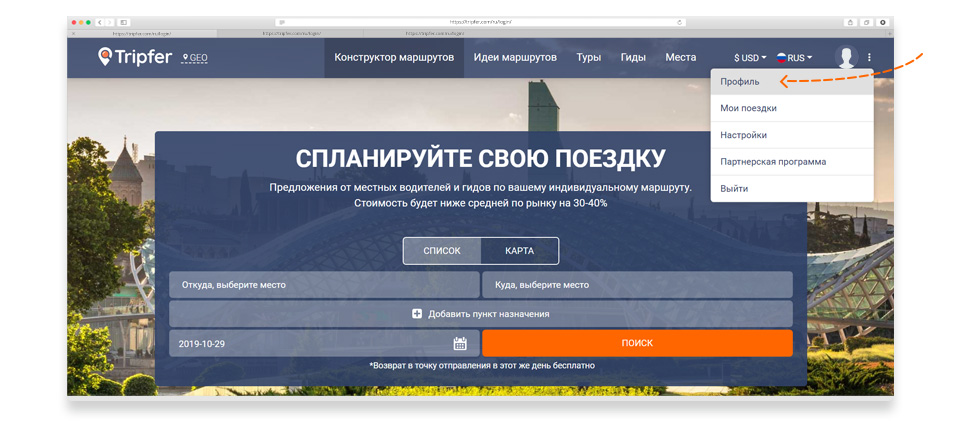 https://tripfer.com/ru/login/
https://tripfer.com/ru/login/
https://tripfer.com/ru/login/
https://tripfer.com/ru/login/
Tripfer GEO
Конструктор маршрутов
Идеи маршрутов
Туры
Гиды
Места
$ USD
RUS
Профиль
Мои поездки
Настройки
Партнерская программа
Выйти
СПЛАНИРУЙТЕ СВОЮ ПОЕЗДКУ
Предложения от местных водителей и гидов по вашему индивидуальному маршруту.
Стоимость будет ниже средней по рынку на 30-40%
СПИСОК
КАРТА
Откуда, выберите место
Куда, выберите место
Добавить пункт назначения
2019-10-29
ПОИСК
*Возврат в точку отправления в этот же день бесплатно